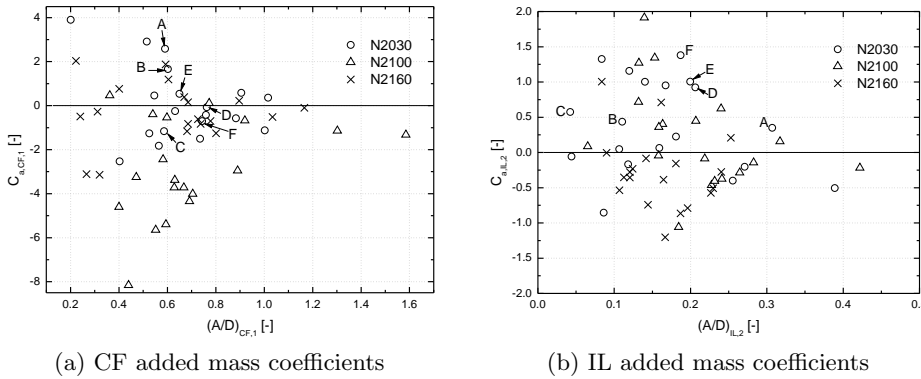 4
2
0
-2
-4
-6
-8
0.2 0.4 0.6 0.8 1.0 1.2 1.4 1.6
C_a,CF,1 [-]
(A/D)_CF,1 [-]
A
B
E
D
F
C
N2030
N2100
N2160
(a) CF added mass coefficients
2.0
1.5
1.0
0.5
0.0
-0.5
-1.0
-1.5
-2.0
0.0 0.1 0.2 0.3 0.4 0.5
C_a,IL,2 [-]
(A/D)_IL,2 [-]
F
E
D
C
B
A
N2030
N2100
N2160
(b) IL added mass coefficients